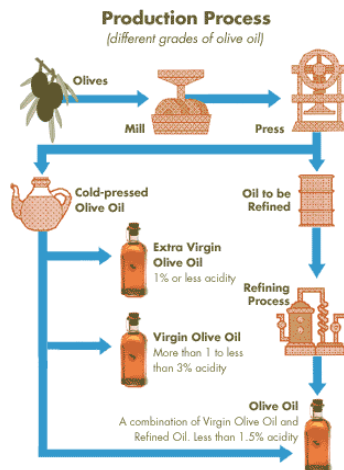 Production Process
(different grades of olive oil)
Olives
Mill
Press
Cold-pressed
Olive Oil
Oil to be
Refined
Extra Virgin
Olive Oil
1% or less acidity
Refining
Process
Virgin Olive Oil
More than 1 to less
than 3% acidity
Olive Oil
A combination of Virgin Olive Oil and
Refined Oil. Less than 1.5% acidity